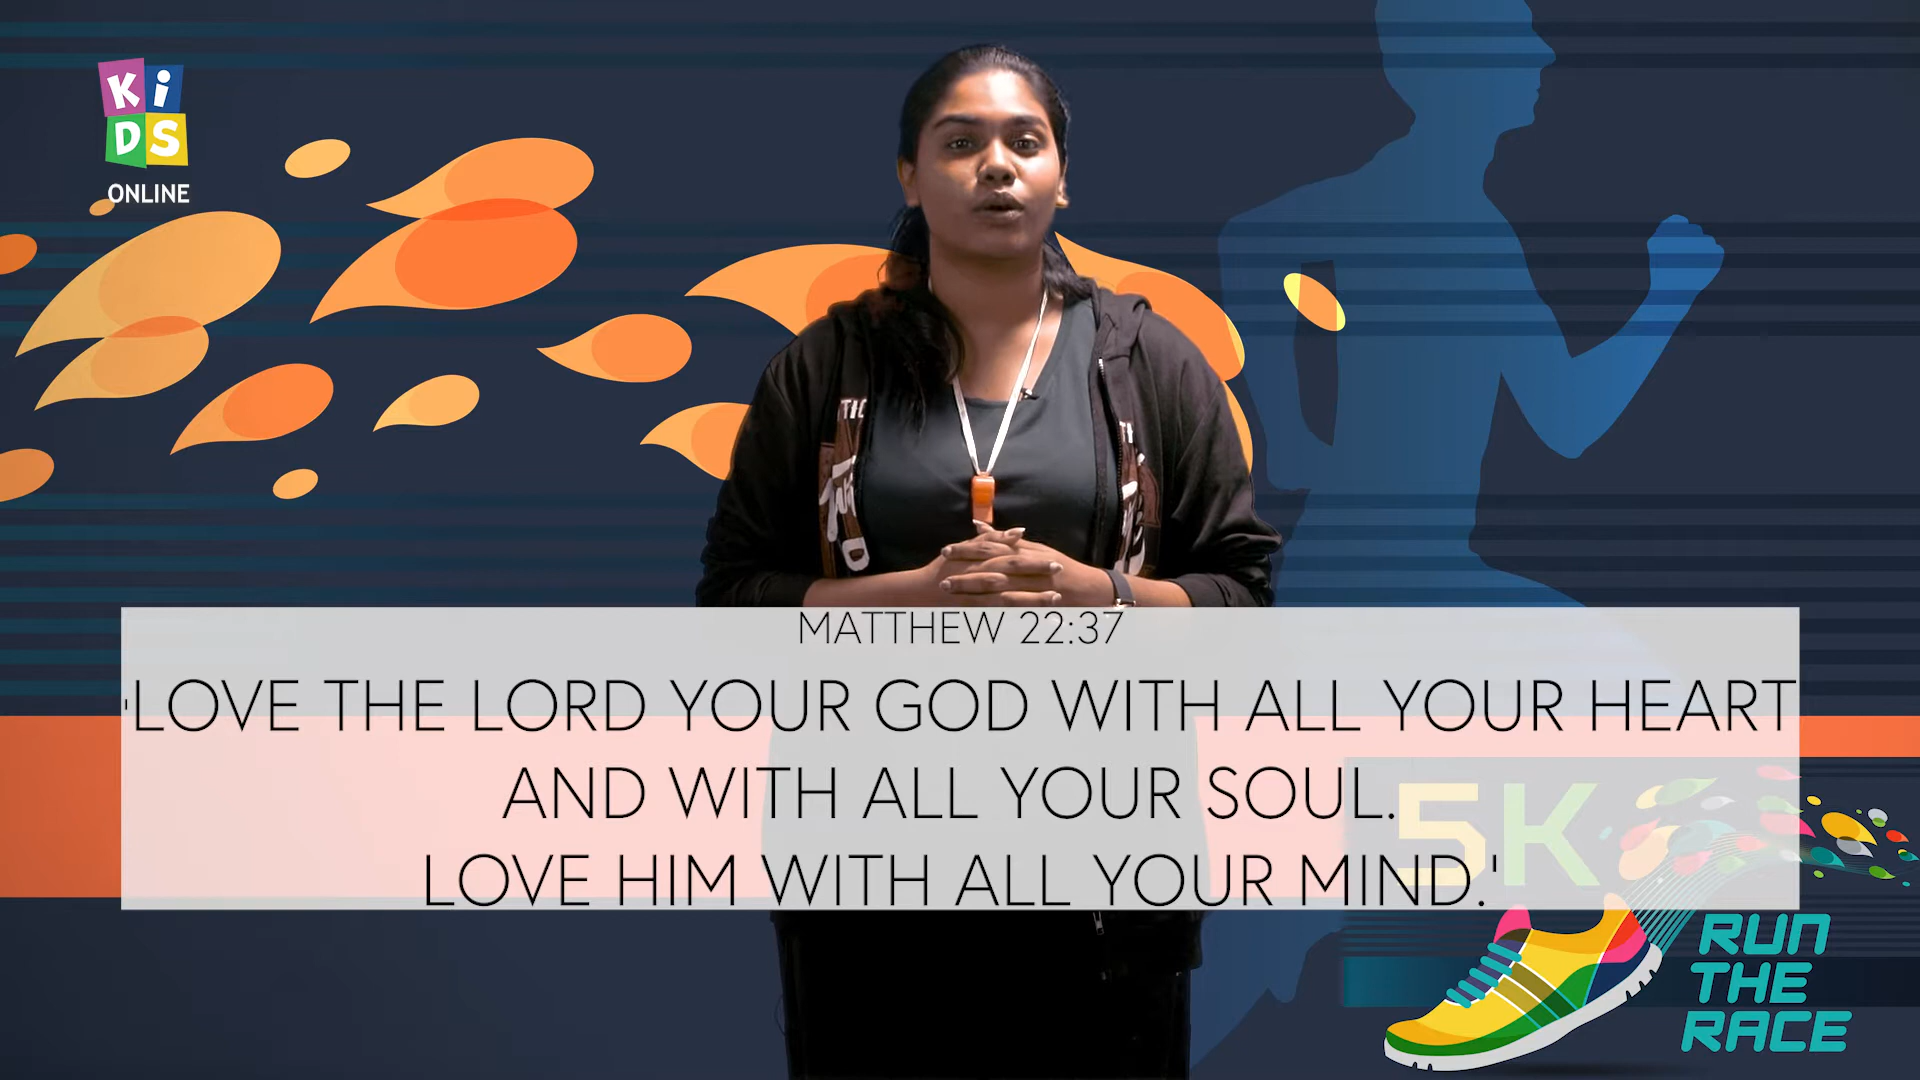 KiDS
ONLINE
MATTHEW 22:37
'LOVE THE LORD YOUR GOD WITH ALL YOUR HEART
AND WITH ALL YOUR SOUL.
LOVE HIM WITH ALL YOUR MIND.'
5K
RUN
THE
RACE